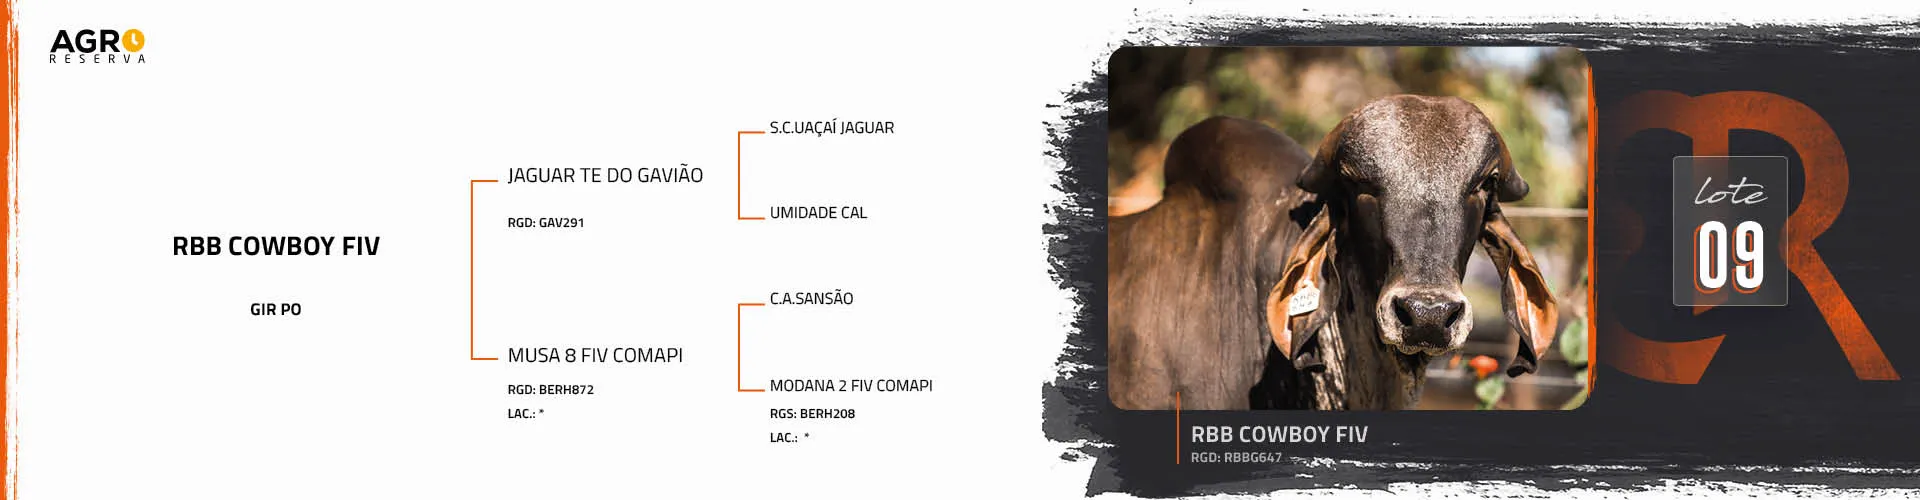 AGRO
RESERVA
RBB COWBOY FIV
GIR PO
JAGUAR TE DO GAVIÃO
RGD: GAV291
MUSA 8 FIV COMAPI
RGD: BERH872
LAC.: *
S.C.UAÇAÍ JAGUAR
UMIDADE CAL
C.A.SANSÃO
MODANA 2 FIV COMAPI
RGS: BERH208
LAC.: *
lote
09
RBB COWBOY FIV
RGD: RBBG647